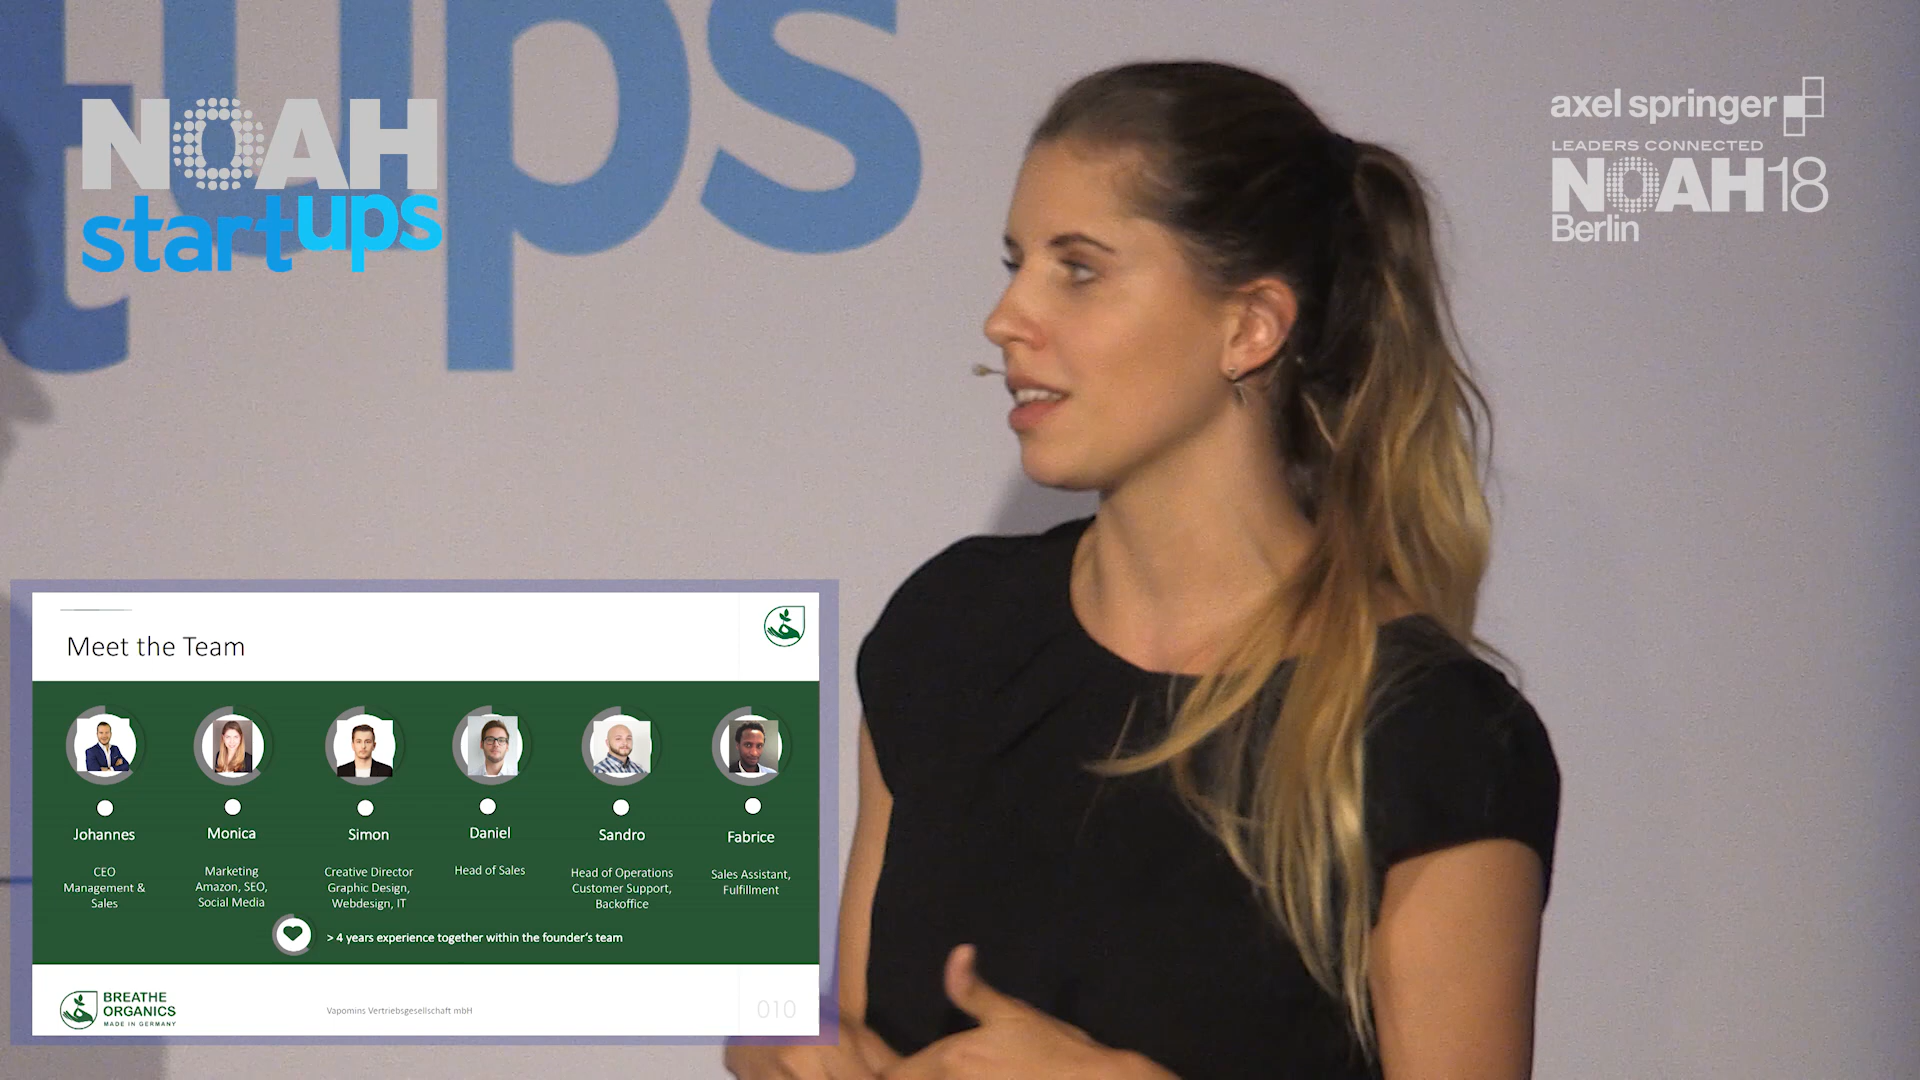 tups
NOAH
startups
axel springer
LEADERS CONNECTED
NOAH18
Berlin
Meet the Team
Johannes
CEO
Management &
Sales
Monica
Marketing
Amazon, SEO,
Social Media
Simon
Creative Director
Graphic Design,
Webdesign, IT
Daniel
Head of Sales
Sandro
Head of Operations
Customer Support,
Backoffice
Fabrice
Sales Assistant,
Fulfillment
> 4 years experience together within the founder's team
BREATHE
ORGANICS
MADE IN GERMANY
Vapomins Vertriebsgesellschaft mbH
010